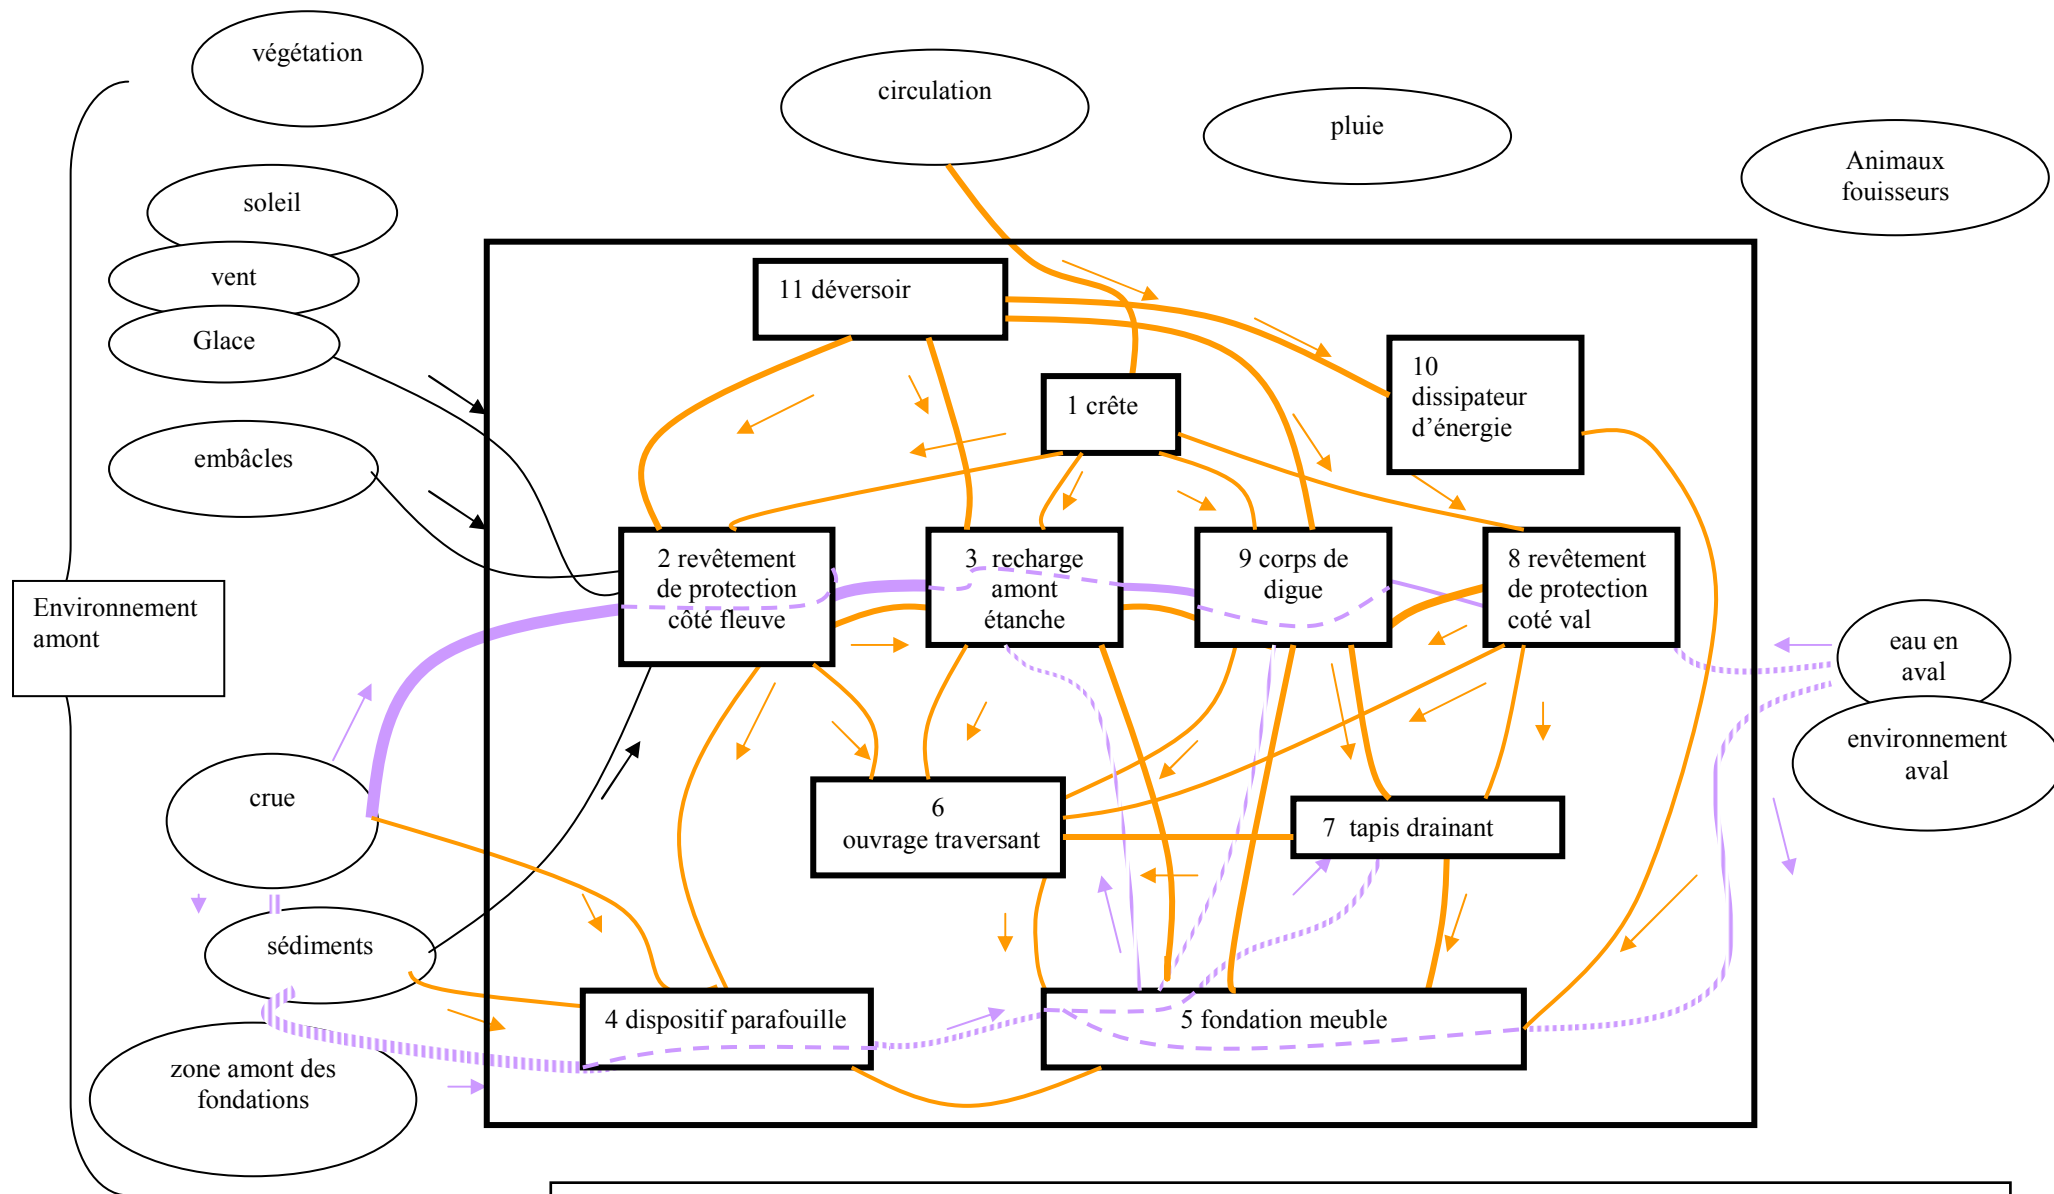 végétation
circulation
pluie
Animaux
fouisseurs
soleil
vent
Glace
embâcles
11 déversoir
1 crête
10
dissipateur
d’énergie
2 revêtement
de protection
côté fleuve
3 recharge
amont
étanche
9 corps de
digue
8 revêtement
de protection
coté val
Environnement
amont
eau en
aval
environnement
aval
crue
6
ouvrage traversant
7 tapis drainant
sédiments
4 dispositif parafouille
5 fondation meuble
zone amont des
fondations